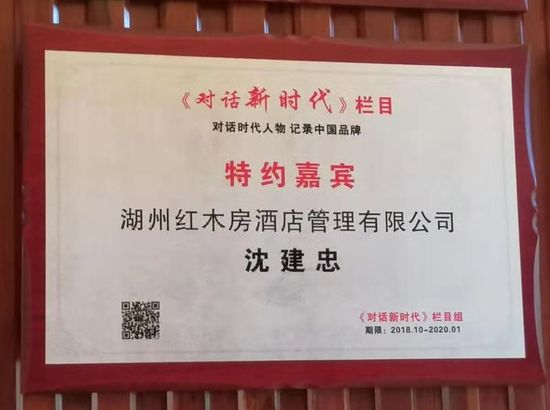 《对话新时代》栏目
对话时代人物 记录中国品牌
特约嘉宾
湖州红木房酒店管理有限公司
沈建忠
《对话新时代》栏目组
期限：2018.10~2020.01